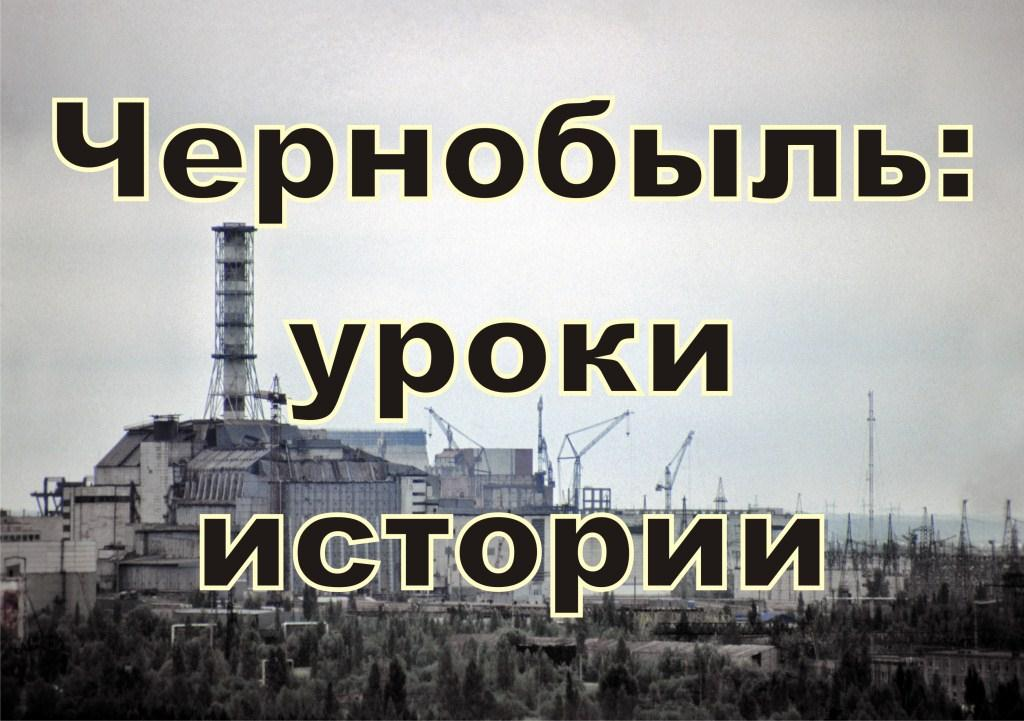 Чернобыль:
уроки
истории